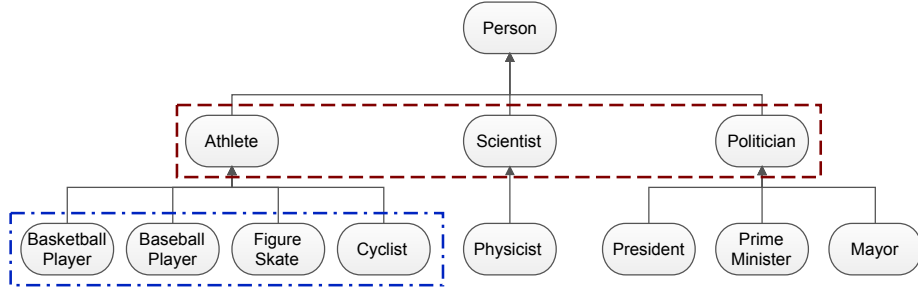 Person
Athlete
Scientist
Politician
Basketball
Player
Baseball
Player
Figure
Skate
Cyclist
Physicist
President
Prime
Minister
Mayor